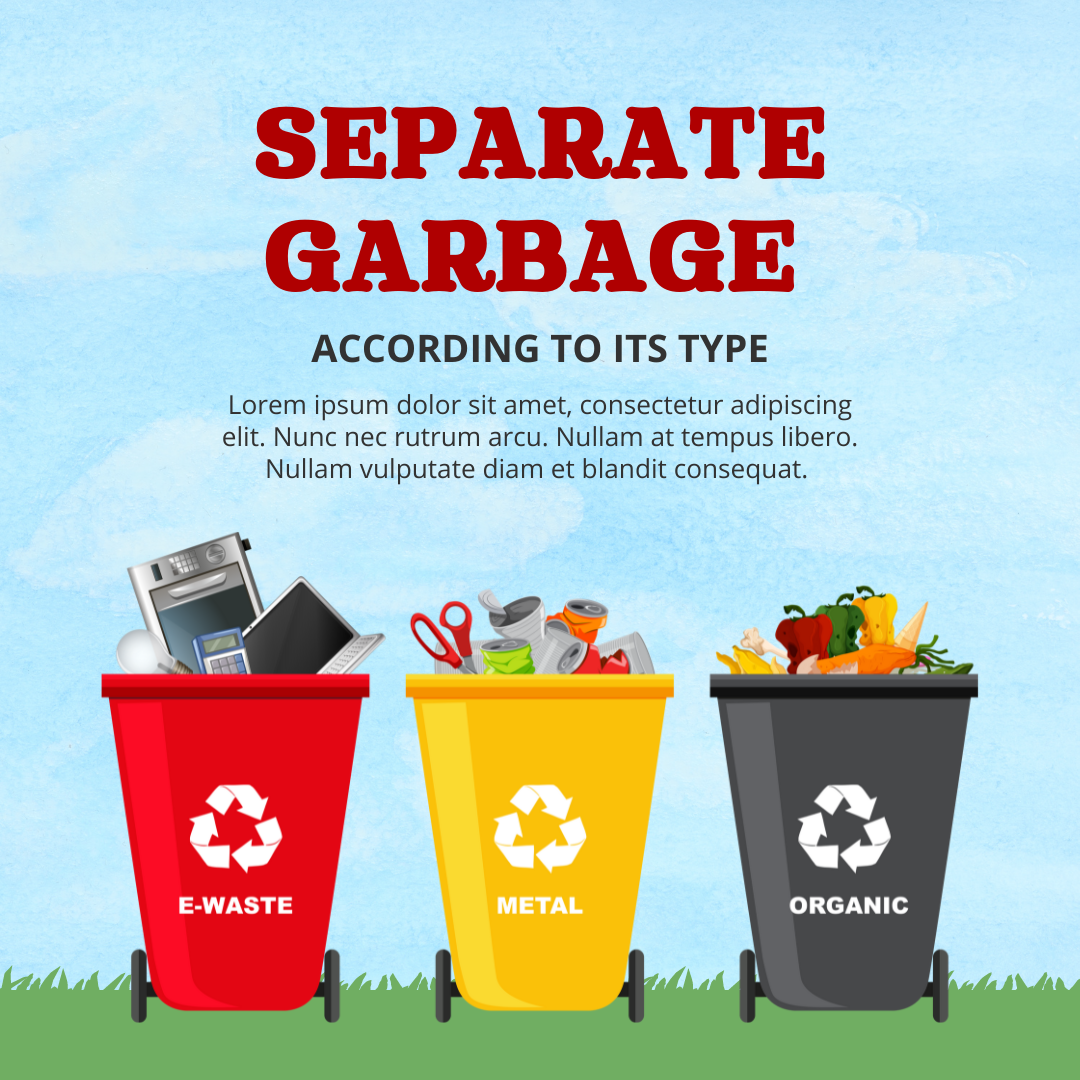 SEPARATE
GARBAGE
ACCORDING TO ITS TYPE
Lorem ipsum dolor sit amet, consectetur adipiscing
elit. Nunc nec rutrum arcu. Nullam at tempus libero.
Nullam vulputate diam et blandit consequat.
E-WASTE
METAL
ORGANIC